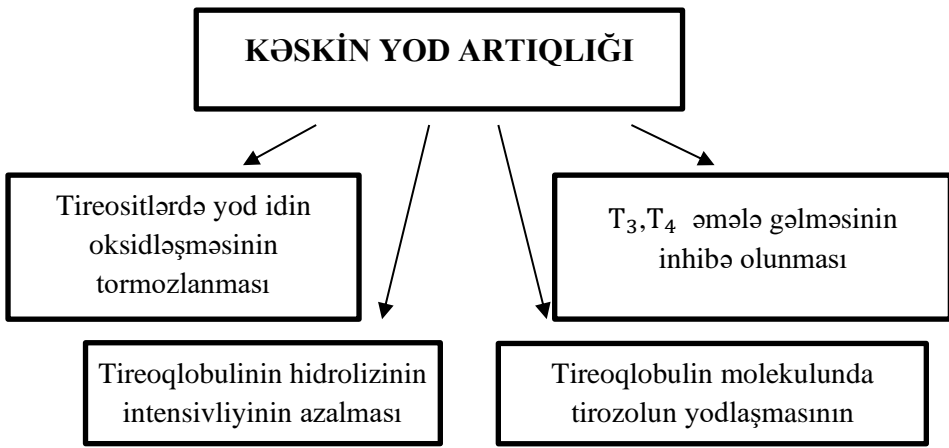 KƏSKİN YOD ARTIQLIĞI
Tireositlərdə yod idin
oksidləşməsinin
tormozlanması
T₃,T₄ əmələ gəlməsinin
inhibə olunması
Tireoqlobulinin hidrolizinin
intensivliyinin azalması
Tireoqlobulin molekulunda
tirozolun yodlaşmasının